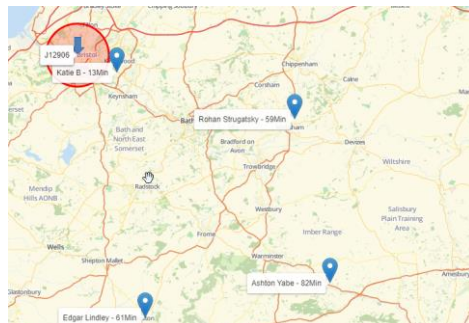 Chippenham
Bristol
J12906
Katie B - 13Min
Calne
Corsham
Keynsham
Rohan Strugatsky - 59Min
Bath and
North East
Somerset
Bradford on
Avon
Devizes
Trowbridge
Wiltshire
Radstock
Mendip
Hills AONB
Westbury
Salisbury
Plain Training
Area
Imber Range
Frome
Wells
Shepton Mallet
Warminster
Amesbury
Ashton Yabe - 82Min
Glastonbury
Edgar Lindley - 61Min